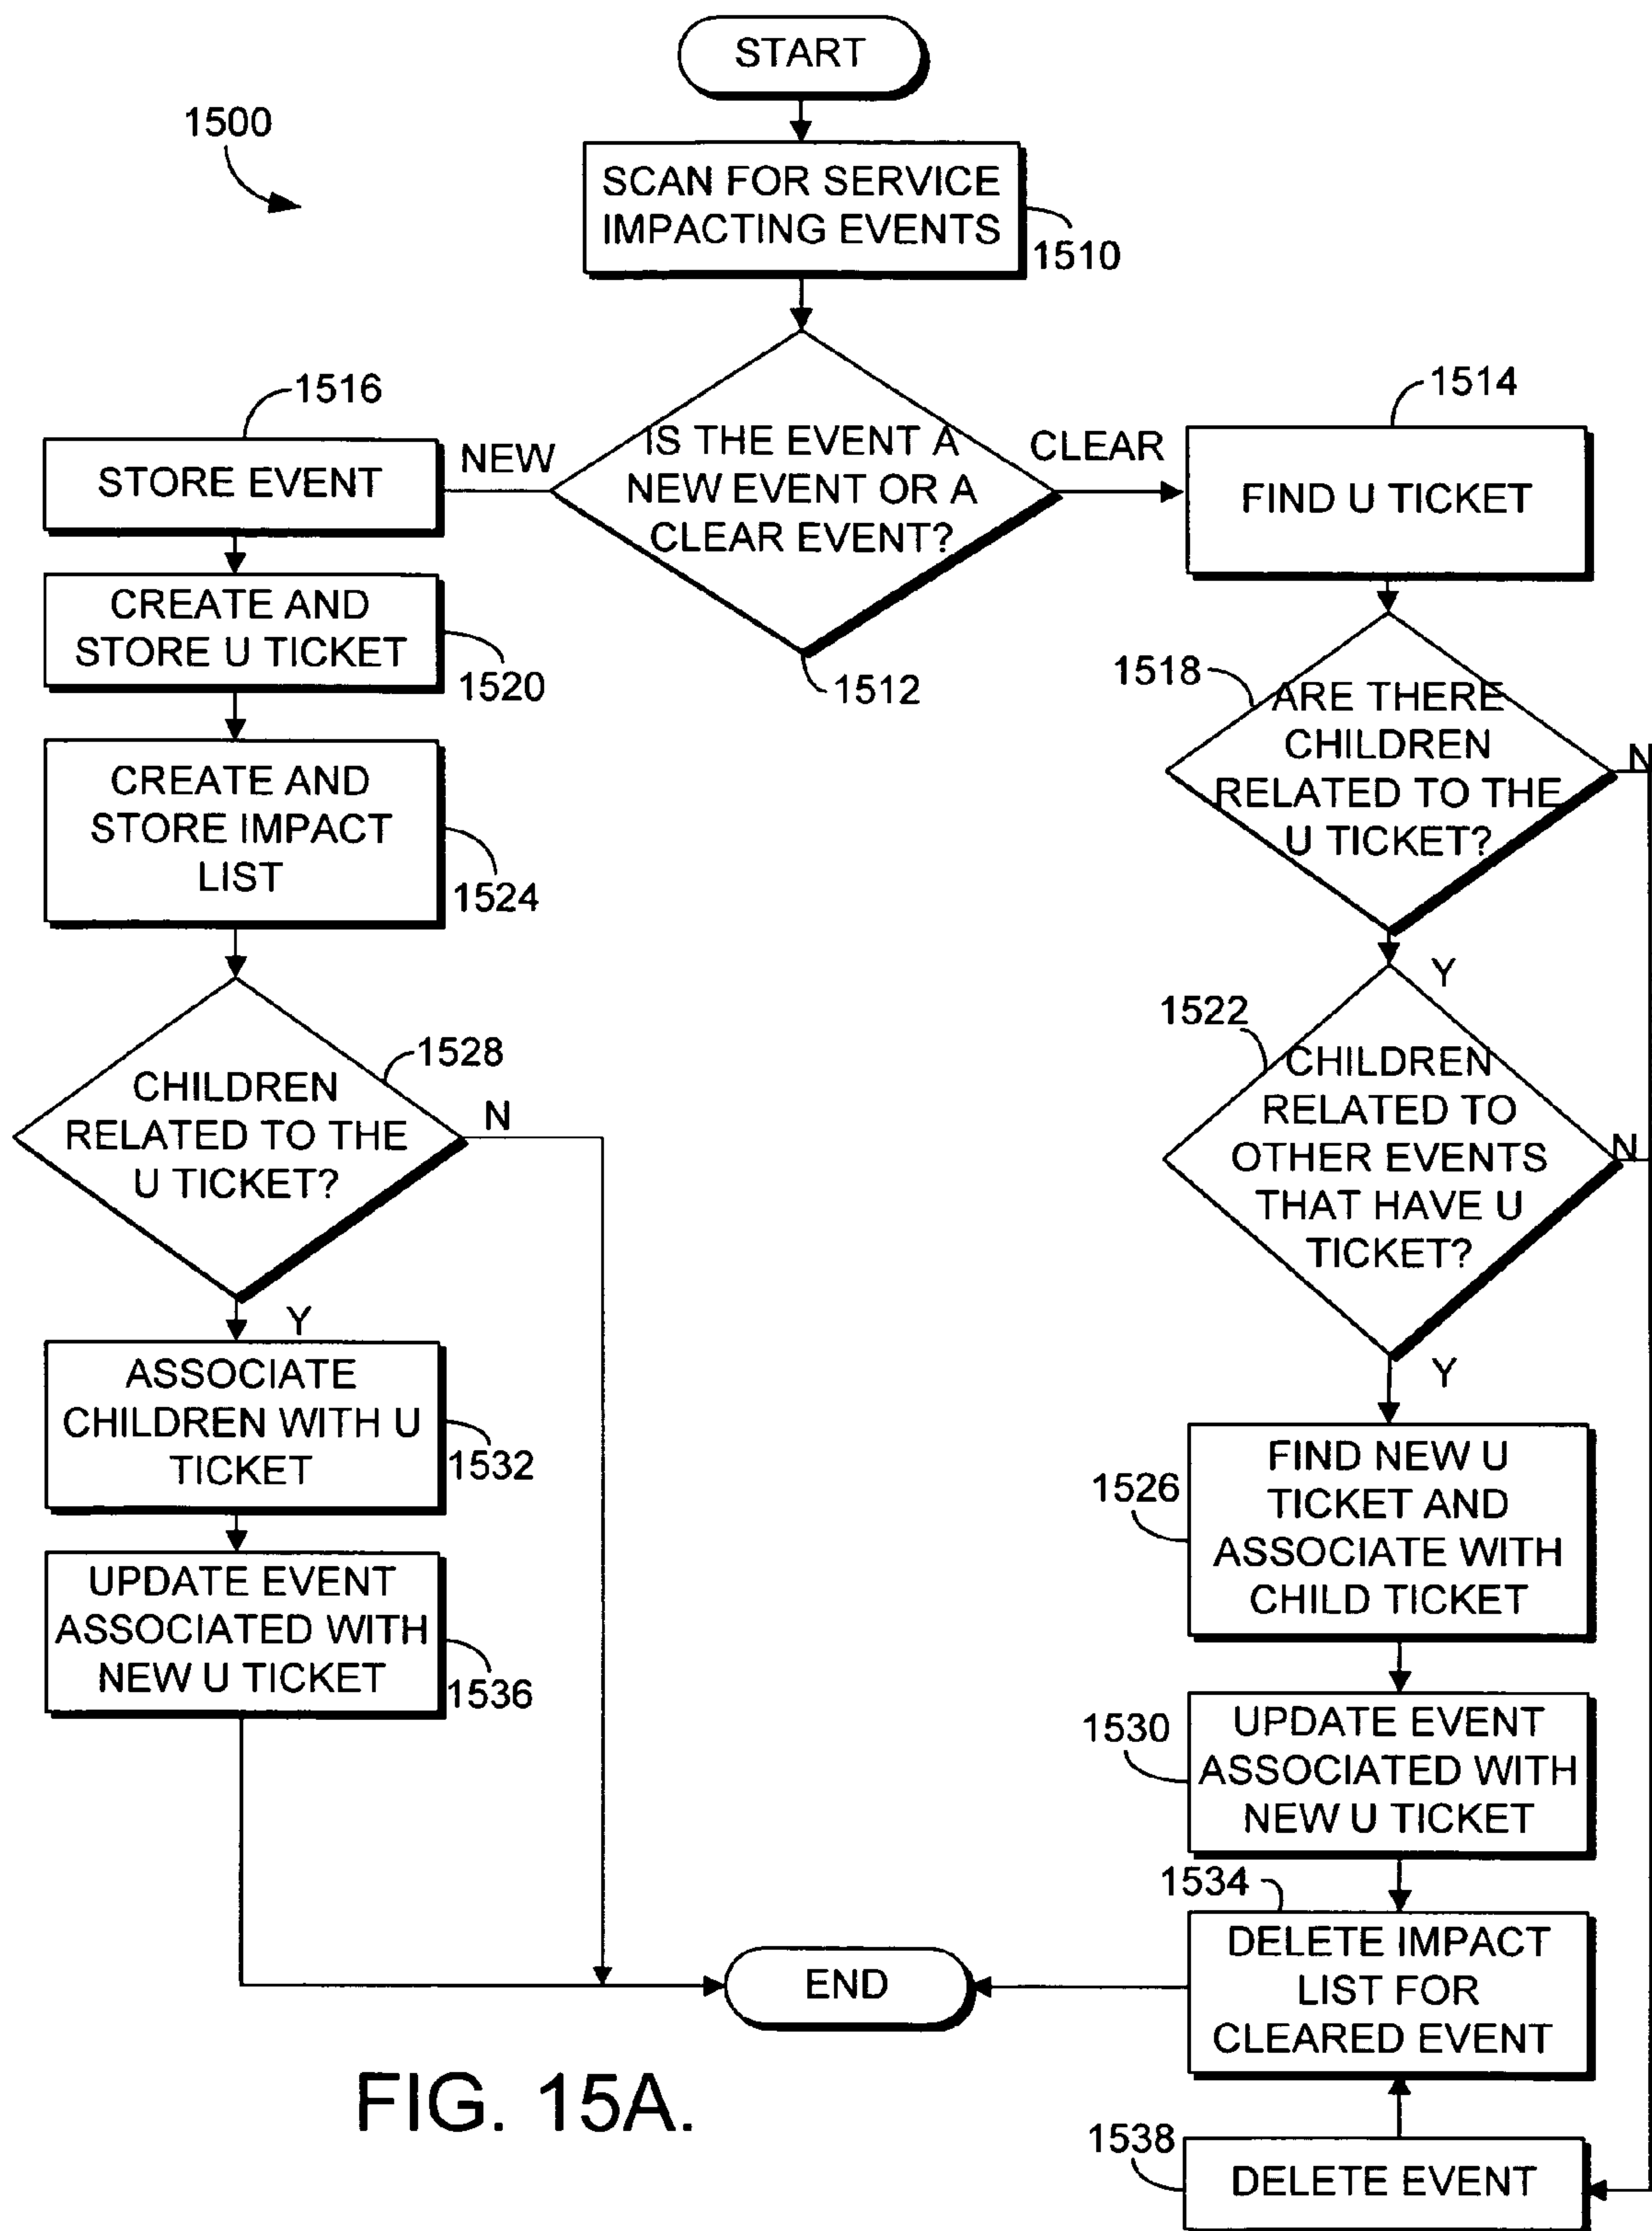 START
1500
SCAN FOR SERVICE
IMPACTING EVENTS
1510
IS THE EVENT A
NEW EVENT OR A
CLEAR EVENT?
1512
NEW
CLEAR
1516
STORE EVENT
CREATE AND
STORE U TICKET
1520
CREATE AND
STORE IMPACT
LIST
1524
CHILDREN
RELATED TO THE
U TICKET?
1528
N
Y
ASSOCIATE
CHILDREN WITH U
TICKET
1532
UPDATE EVENT
ASSOCIATED WITH
NEW U TICKET
1536
1514
FIND U TICKET
1518
ARE THERE
CHILDREN
RELATED TO THE
U TICKET?
N
Y
1522
CHILDREN
RELATED TO
OTHER EVENTS
THAT HAVE U
TICKET?
N
Y
1526
FIND NEW U
TICKET AND
ASSOCIATE WITH
CHILD TICKET
1530
UPDATE EVENT
ASSOCIATED WITH
NEW U TICKET
1534
DELETE IMPACT
LIST FOR
CLEARED EVENT
END
1538
DELETE EVENT
FIG. 15A.